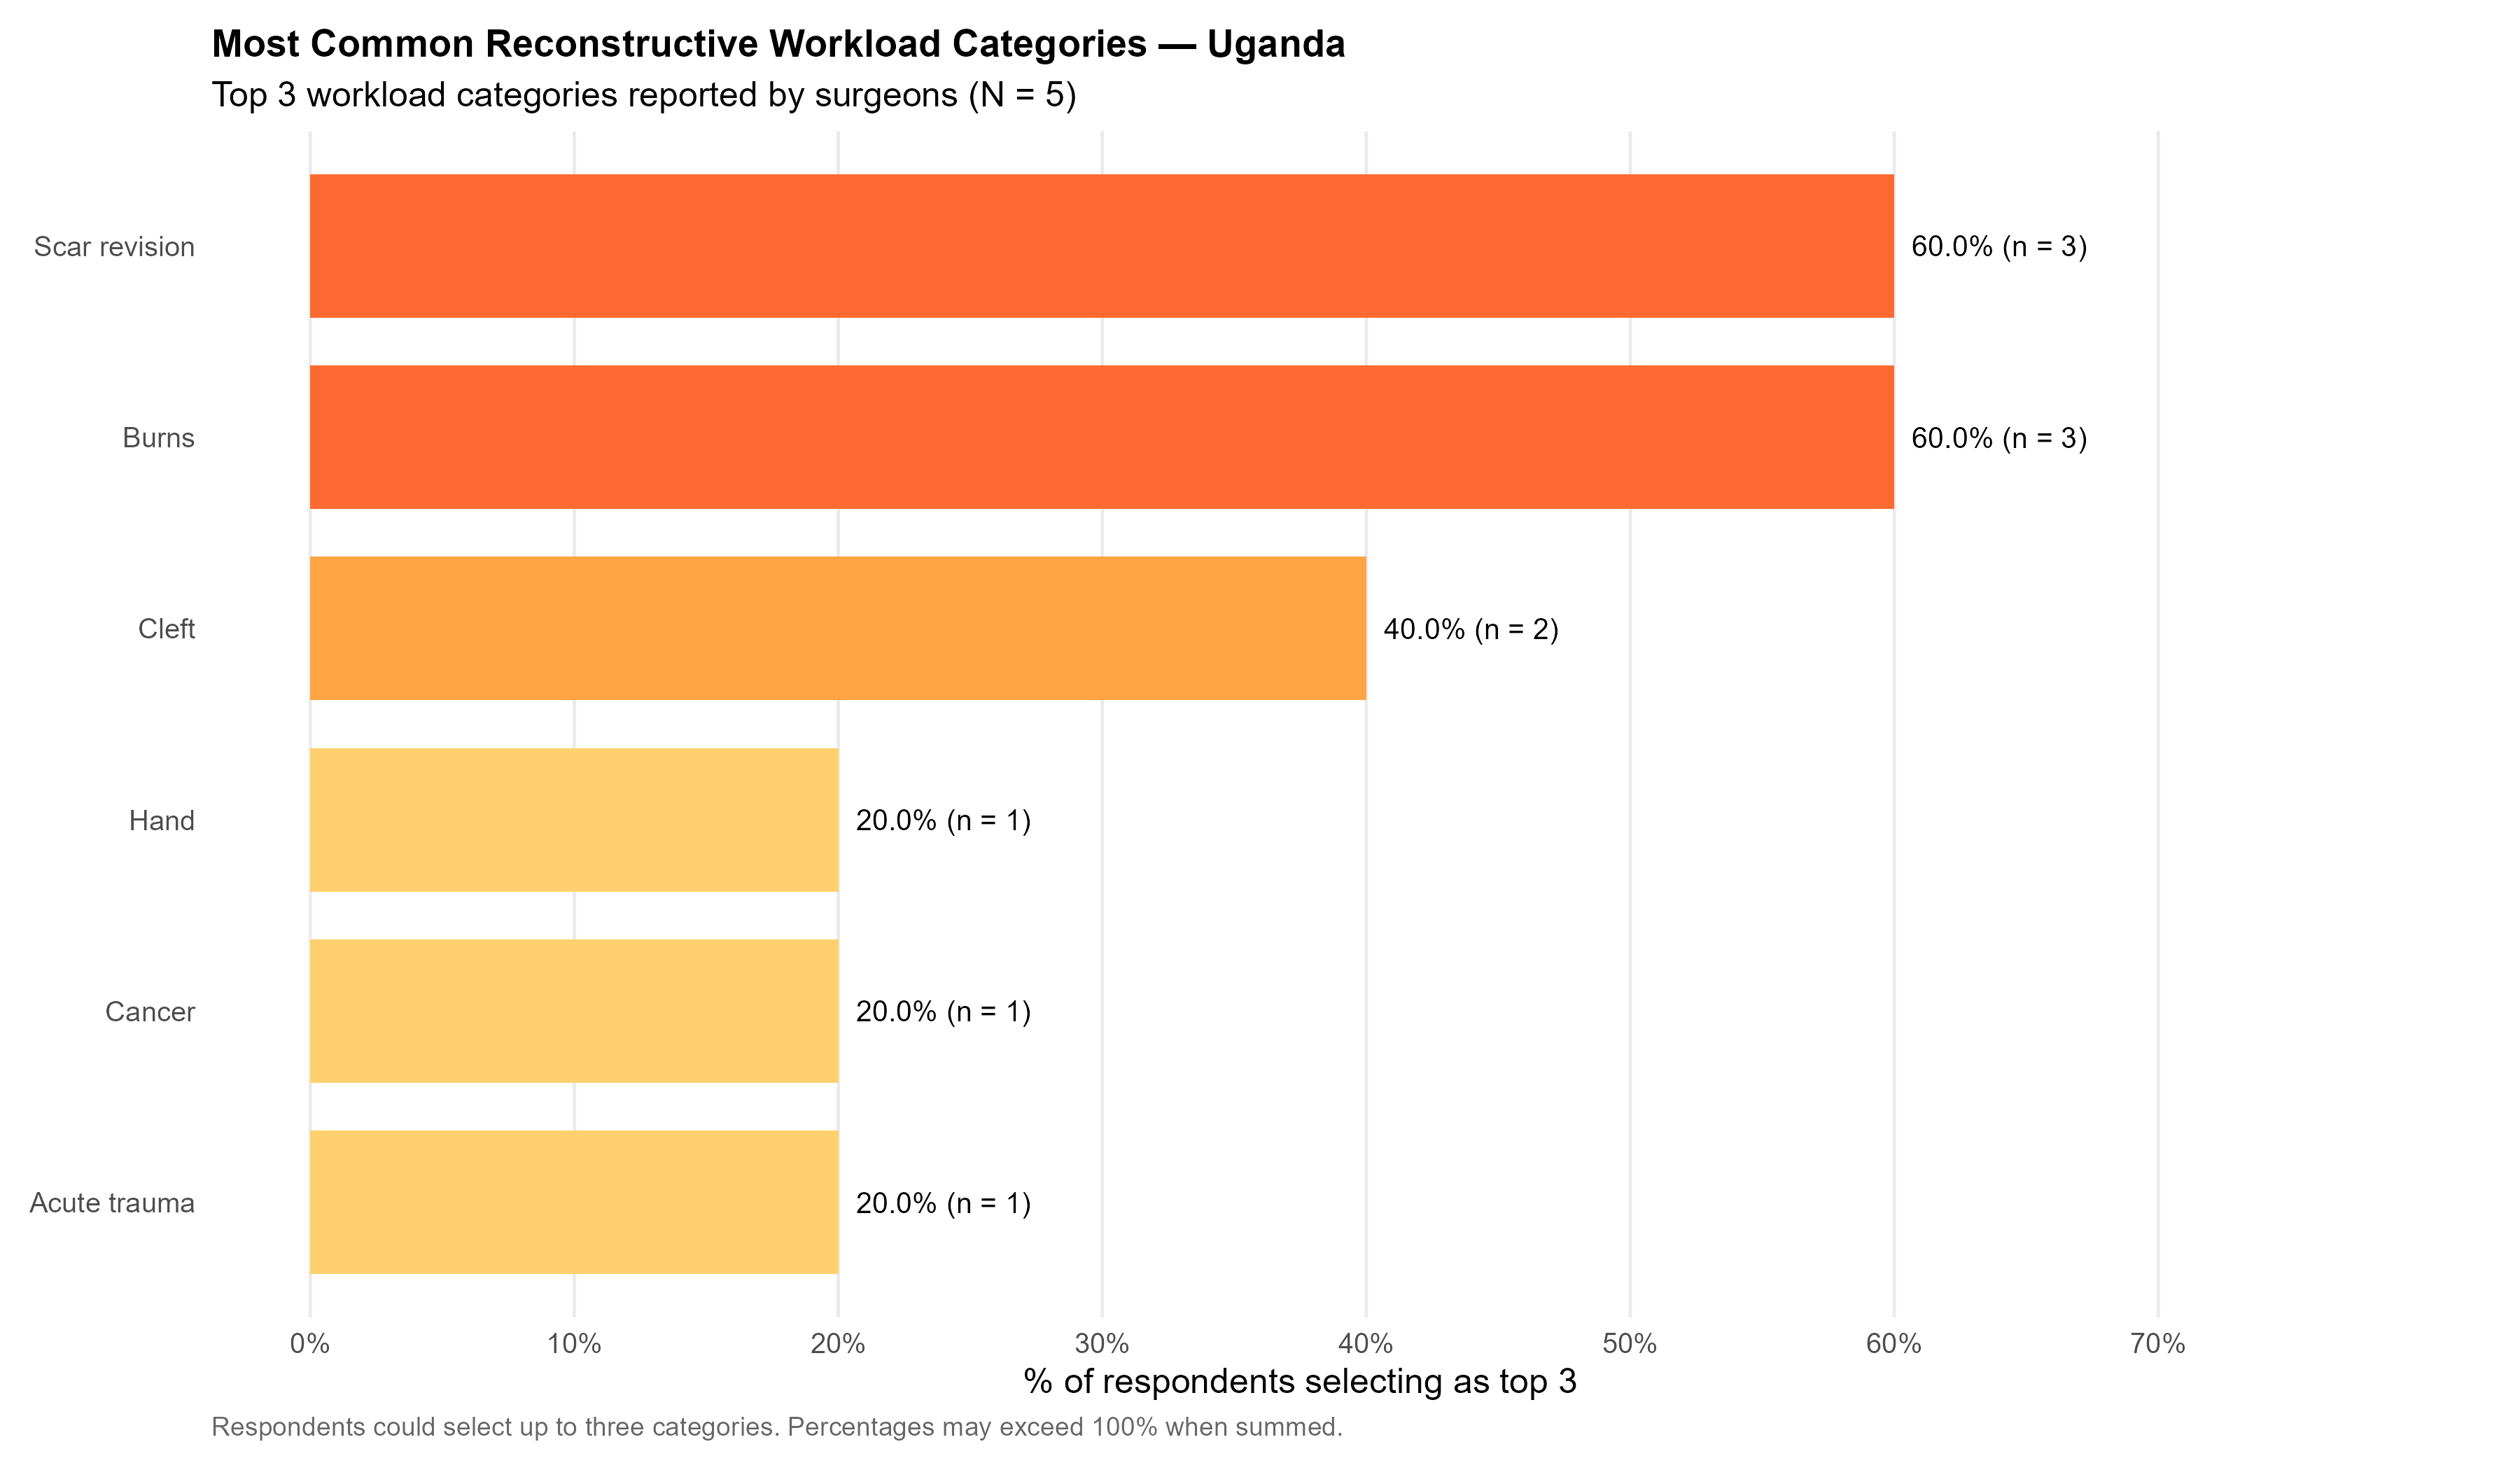 Most Common Reconstructive Workload Categories — Uganda
Top 3 workload categories reported by surgeons (N = 5)
Scar revision
60.0% (n = 3)
Burns
60.0% (n = 3)
Cleft
40.0% (n = 2)
Hand
20.0% (n = 1)
Cancer
20.0% (n = 1)
Acute trauma
20.0% (n = 1)
0% 10% 20% 30% 40% 50% 60% 70%
% of respondents selecting as top 3
Respondents could select up to three categories. Percentages may exceed 100% when summed.